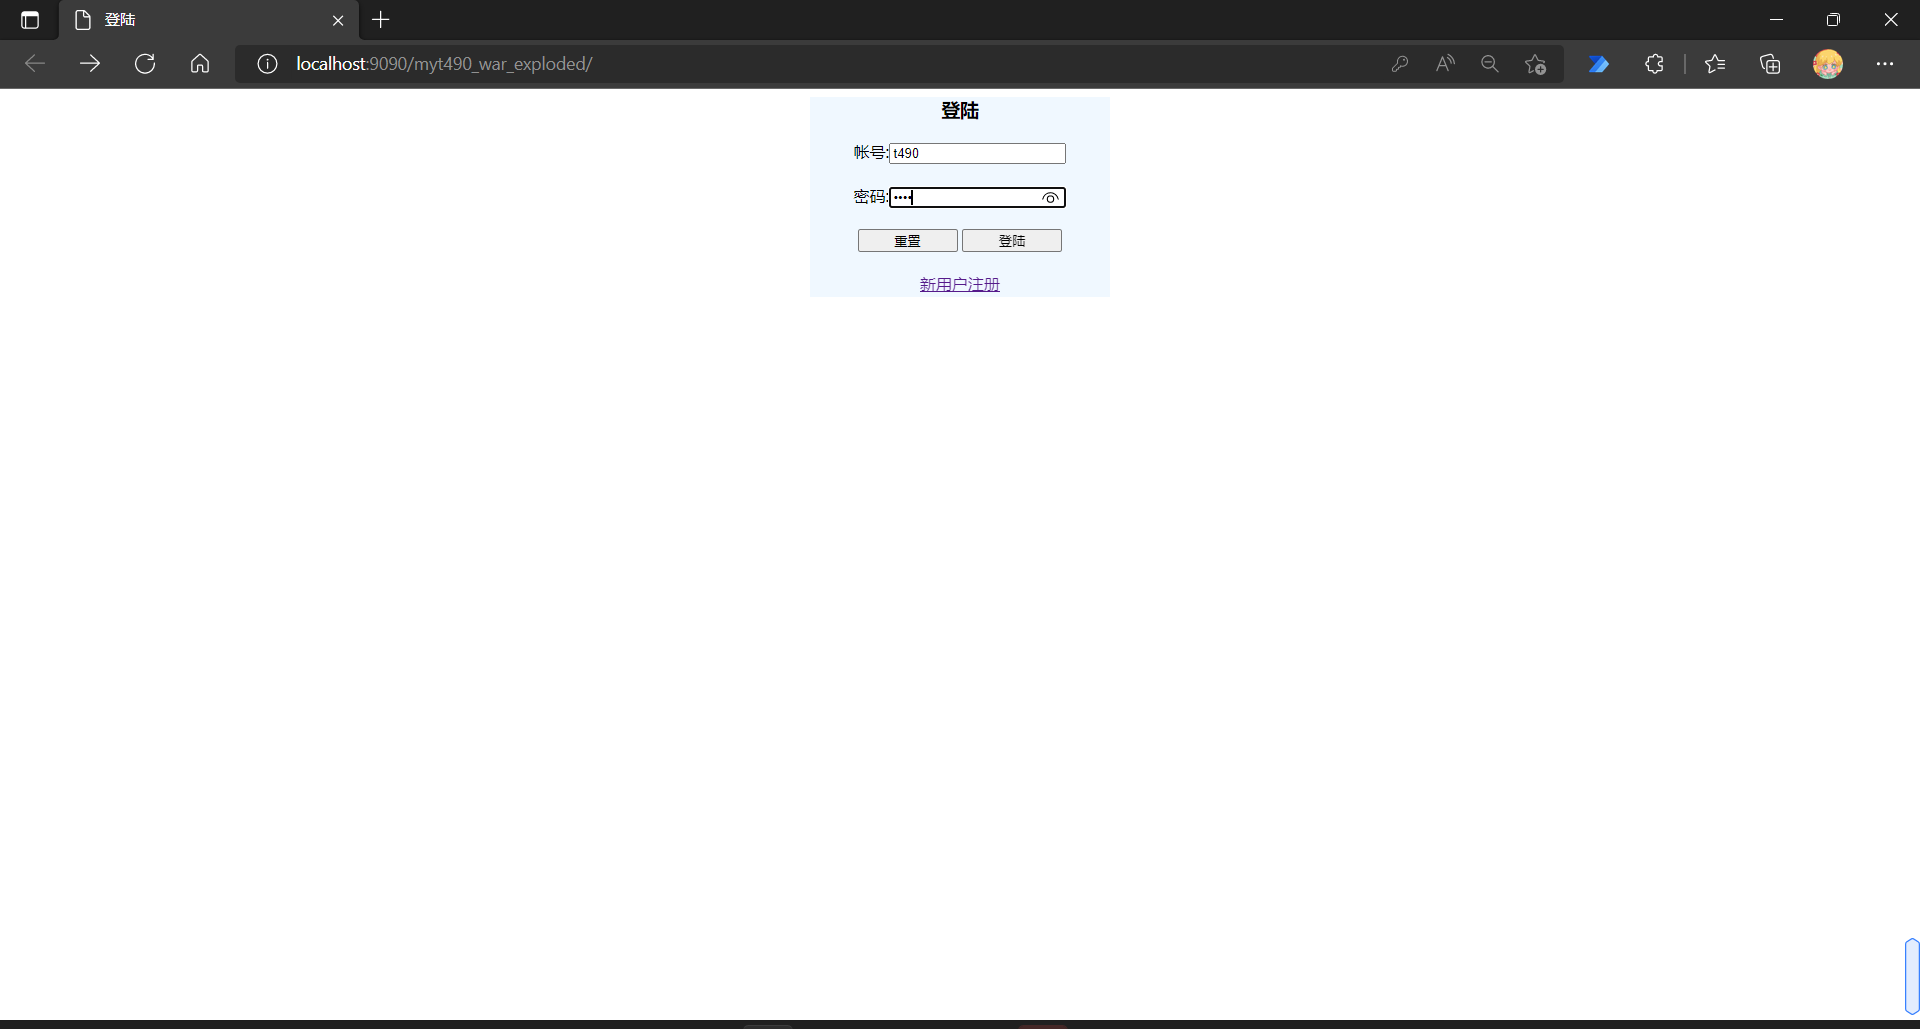 登陆
localhost:9090/myt490_war_exploded/
登陆
帐号:t490
密码:••••
重置 登陆
新用户注册